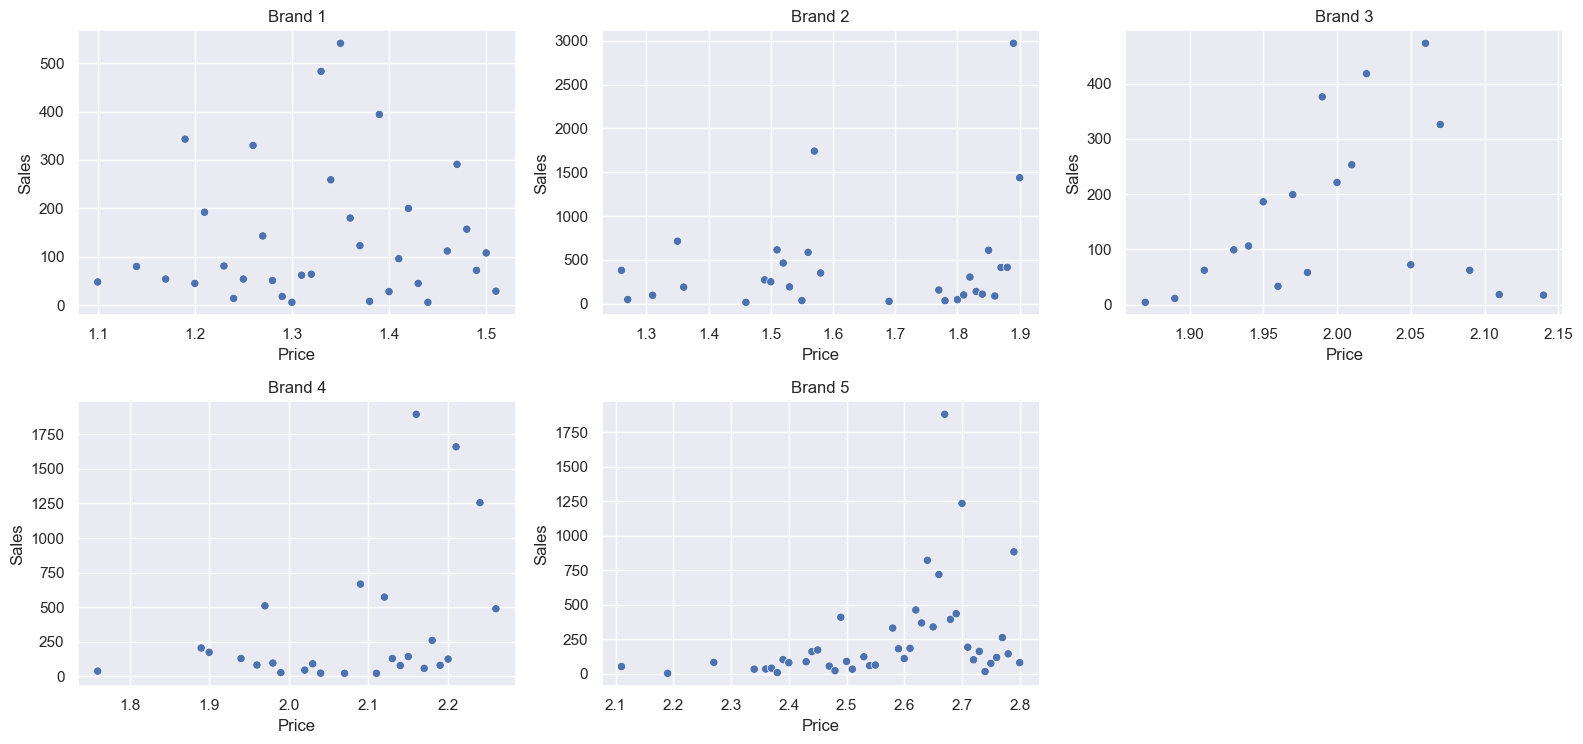 Brand 1
Sales
500
400
300
200
100
0
1.1 1.2 1.3 1.4 1.5
Price
Brand 2
Sales
3000
2500
2000
1500
1000
500
0
1.3 1.4 1.5 1.6 1.7 1.8 1.9
Price
Brand 3
Sales
400
300
200
100
0
1.90 1.95 2.00 2.05 2.10 2.15
Price
Brand 4
Sales
1750
1500
1250
1000
750
500
250
0
1.8 1.9 2.0 2.1 2.2
Price
Brand 5
Sales
1750
1500
1250
1000
750
500
250
0
2.1 2.2 2.3 2.4 2.5 2.6 2.7 2.8
Price